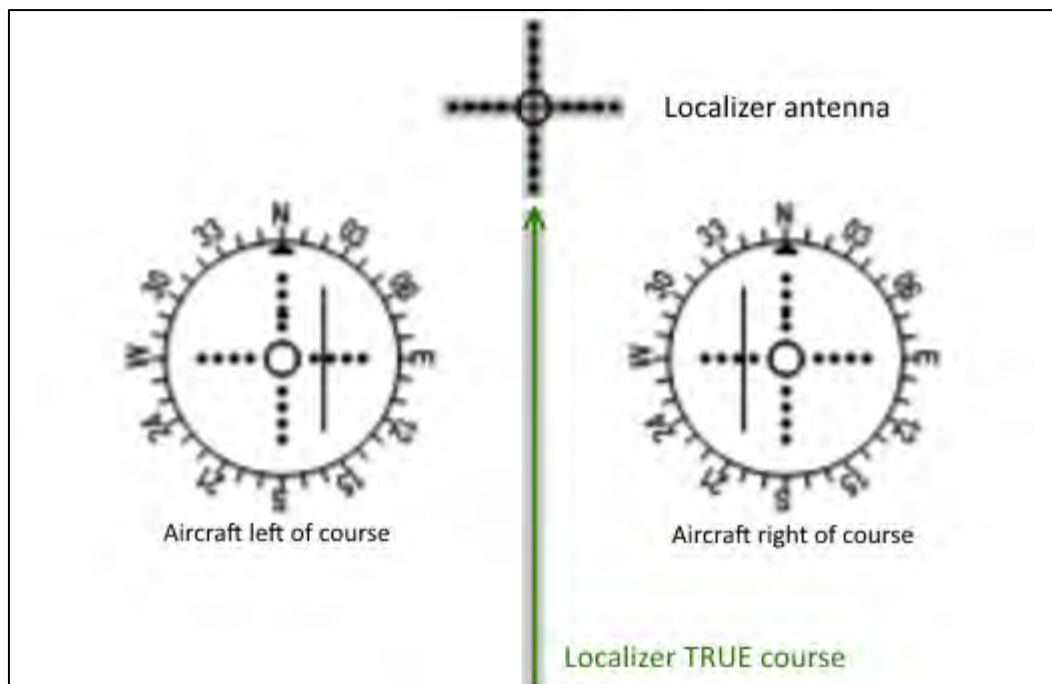 Localizer antenna
N
33
03
30
06
W
E
24
12
21
15
S
Aircraft left of course
N
33
03
30
06
W
E
24
12
21
15
S
Aircraft right of course
Localizer TRUE course